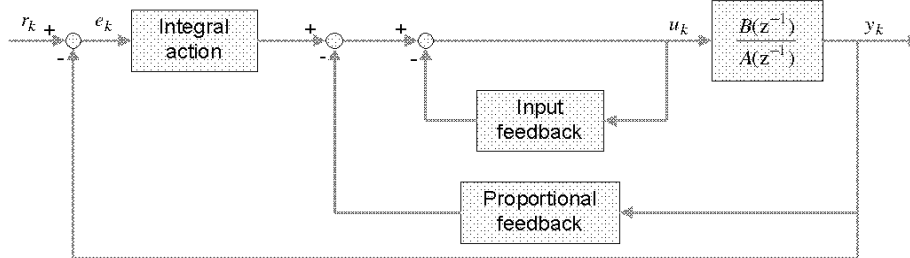 r_k + e_k Integral action + + u_k B(z^{-1}) / A(z^{-1}) y_k
- - -
Input feedback
Proportional feedback